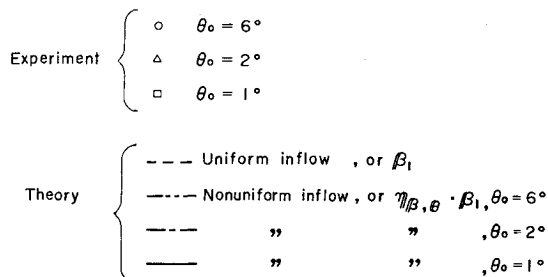 Experiment
θ₀ = 6°
θ₀ = 2°
θ₀ = 1°
Theory
Uniform inflow , or β₁
Nonuniform inflow , or η_β,θ · β₁ , θ₀ = 6°
” ” , θ₀ = 2°
” ” , θ₀ = 1°